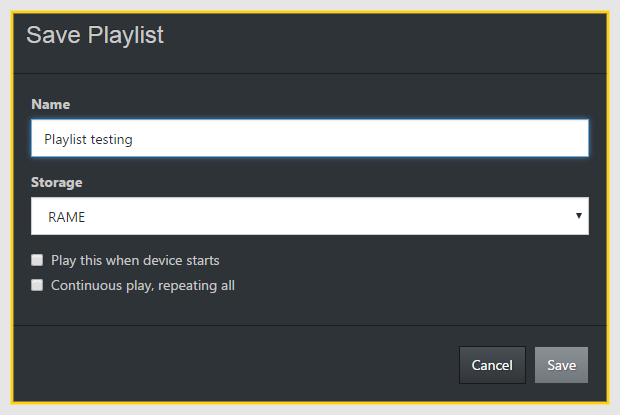 Save Playlist
Name
Playlist testing
Storage
RAME
Play this when device starts
Continuous play, repeating all
Cancel Save